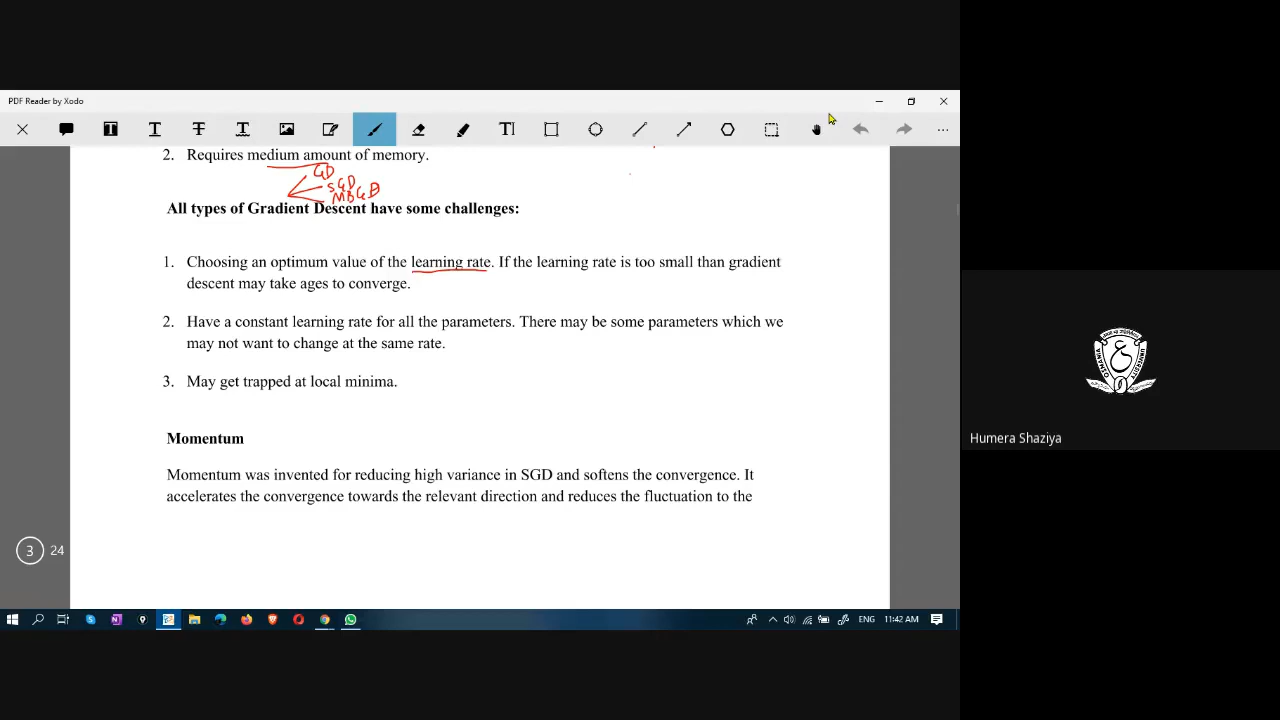 PDF Reader by Xodo
2. Requires medium amount of memory.
GD
SGD
MBGD
All types of Gradient Descent have some challenges:
1. Choosing an optimum value of the learning rate. If the learning rate is too small than gradient
descent may take ages to converge.
2. Have a constant learning rate for all the parameters. There may be some parameters which we
may not want to change at the same rate.
3. May get trapped at local minima.
Momentum
Momentum was invented for reducing high variance in SGD and softens the convergence. It
accelerates the convergence towards the relevant direction and reduces the fluctuation to the
3 24
ENG 11:42 AM
Humera Shaziya